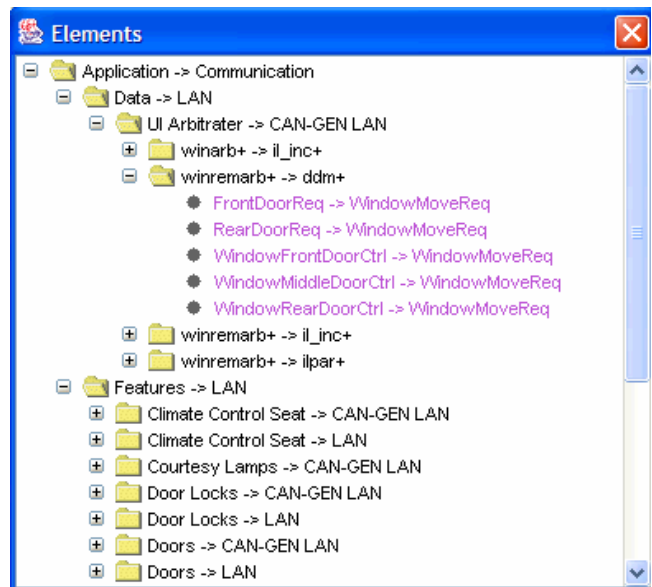 Elements
Application -> Communication
Data -> LAN
UI Arbitrater -> CAN-GEN LAN
winarb+ -> il_inc+
winremarb+ -> ddm+
FrontDoorReq -> WindowMoveReq
RearDoorReq -> WindowMoveReq
WindowFrontDoorCtrl -> WindowMoveReq
WindowMiddleDoorCtrl -> WindowMoveReq
WindowRearDoorCtrl -> WindowMoveReq
winremarb+ -> il_inc+
winremarb+ -> ilpar+
Features -> LAN
Climate Control Seat -> CAN-GEN LAN
Climate Control Seat -> LAN
Courtesy Lamps -> CAN-GEN LAN
Door Locks -> CAN-GEN LAN
Door Locks -> LAN
Doors -> CAN-GEN LAN
Doors -> LAN